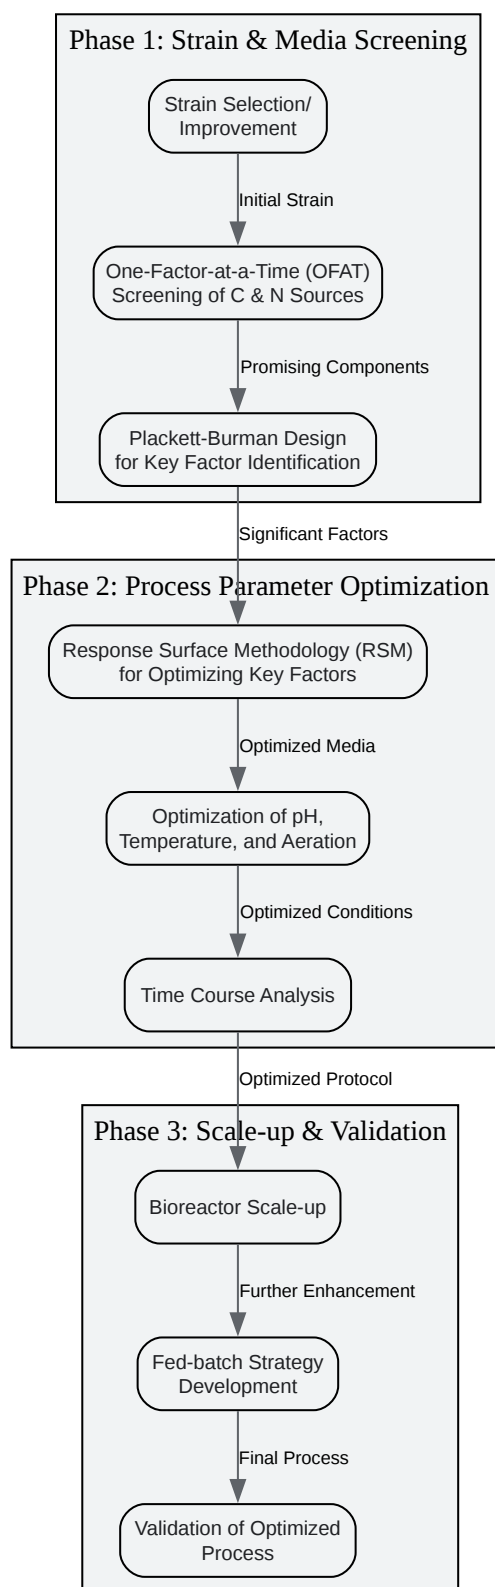 Phase 1: Strain & Media Screening
Strain Selection/
Improvement
Initial Strain
One-Factor-at-a-Time (OFAT)
Screening of C & N Sources
Promising Components
Plackett-Burman Design
for Key Factor Identification
Significant Factors
Phase 2: Process Parameter Optimization
Response Surface Methodology (RSM)
for Optimizing Key Factors
Optimized Media
Optimization of pH,
Temperature, and Aeration
Optimized Conditions
Time Course Analysis
Optimized Protocol
Phase 3: Scale-up & Validation
Bioreactor Scale-up
Further Enhancement
Fed-batch Strategy
Development
Final Process
Validation of Optimized
Process